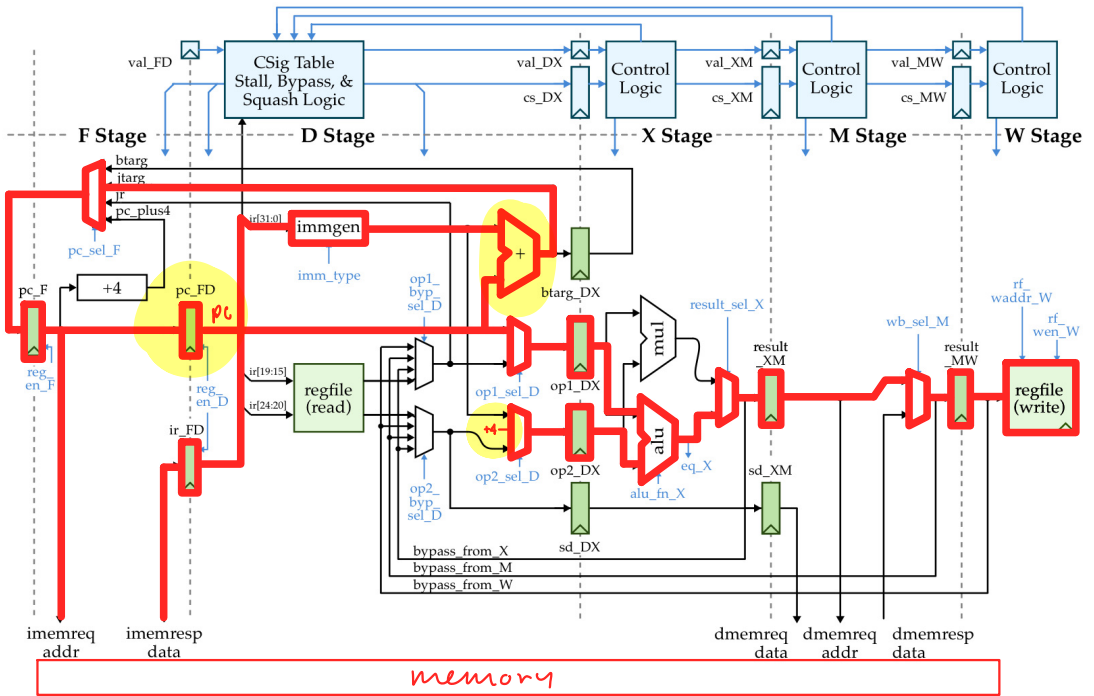 val_FD
CSig Table
Stall, Bypass, &
Squash Logic
val_DX
cs_DX
Control
Logic
val_XM
cs_XM
Control
Logic
val_MW
cs_MW
Control
Logic
F Stage
D Stage
X Stage
M Stage
W Stage
btarg
jtarg
jr
pc_plus4
pc_sel_F
ir[31:0]
immgen
imm_type
+
btarg_DX
pc_F
+4
pc_FD
pc
reg_
en_F
reg_
en_D
op1_
byp_
sel_D
op1_sel_D
op1_DX
mul
result_sel_X
result
_XM
wb_sel_M
result
_MW
rf_
waddr_W
rf_
wen_W
regfile
(write)
ir[19:15]
ir[24:20]
regfile
(read)
ir_FD
+4
op2_
byp_
sel_D
op2_sel_D
op2_DX
alu
eq_X
alu_fn_X
sd_DX
sd_XM
bypass_from_X
bypass_from_M
bypass_from_W
imemreq
addr
imemresp
data
dmemreq
data
dmemreq
addr
dmemresp
data
memory